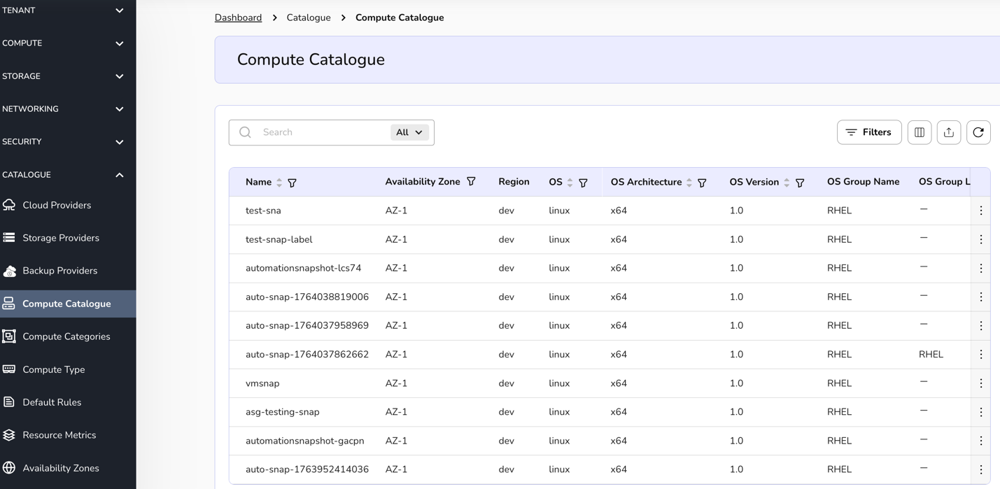 TENANT
COMPUTE
STORAGE
NETWORKING
SECURITY
CATALOGUE
Cloud Providers
Storage Providers
Backup Providers
Compute Catalogue
Compute Categories
Compute Type
Default Rules
Resource Metrics
Availability Zones
Dashboard > Catalogue > Compute Catalogue
Compute Catalogue
Search All
Filters
Name Availability Zone Region OS OS Architecture OS Version OS Group Name OS Group L
test-sna AZ-1 dev linux x64 1.0 RHEL —
test-snap-label AZ-1 dev linux x64 1.0 RHEL —
automationsnapshot-lcs74 AZ-1 dev linux x64 1.0 RHEL —
auto-snap-1764038819006 AZ-1 dev linux x64 1.0 RHEL —
auto-snap-1764037958969 AZ-1 dev linux x64 1.0 RHEL —
auto-snap-1764037862662 AZ-1 dev linux x64 1.0 RHEL RHEL
vmsnap AZ-1 dev linux x64 1.0 RHEL —
asg-testing-snap AZ-1 dev linux x64 1.0 RHEL —
automationsnapshot-gacpn AZ-1 dev linux x64 1.0 RHEL —
auto-snap-1763952414036 AZ-1 dev linux x64 1.0 RHEL —